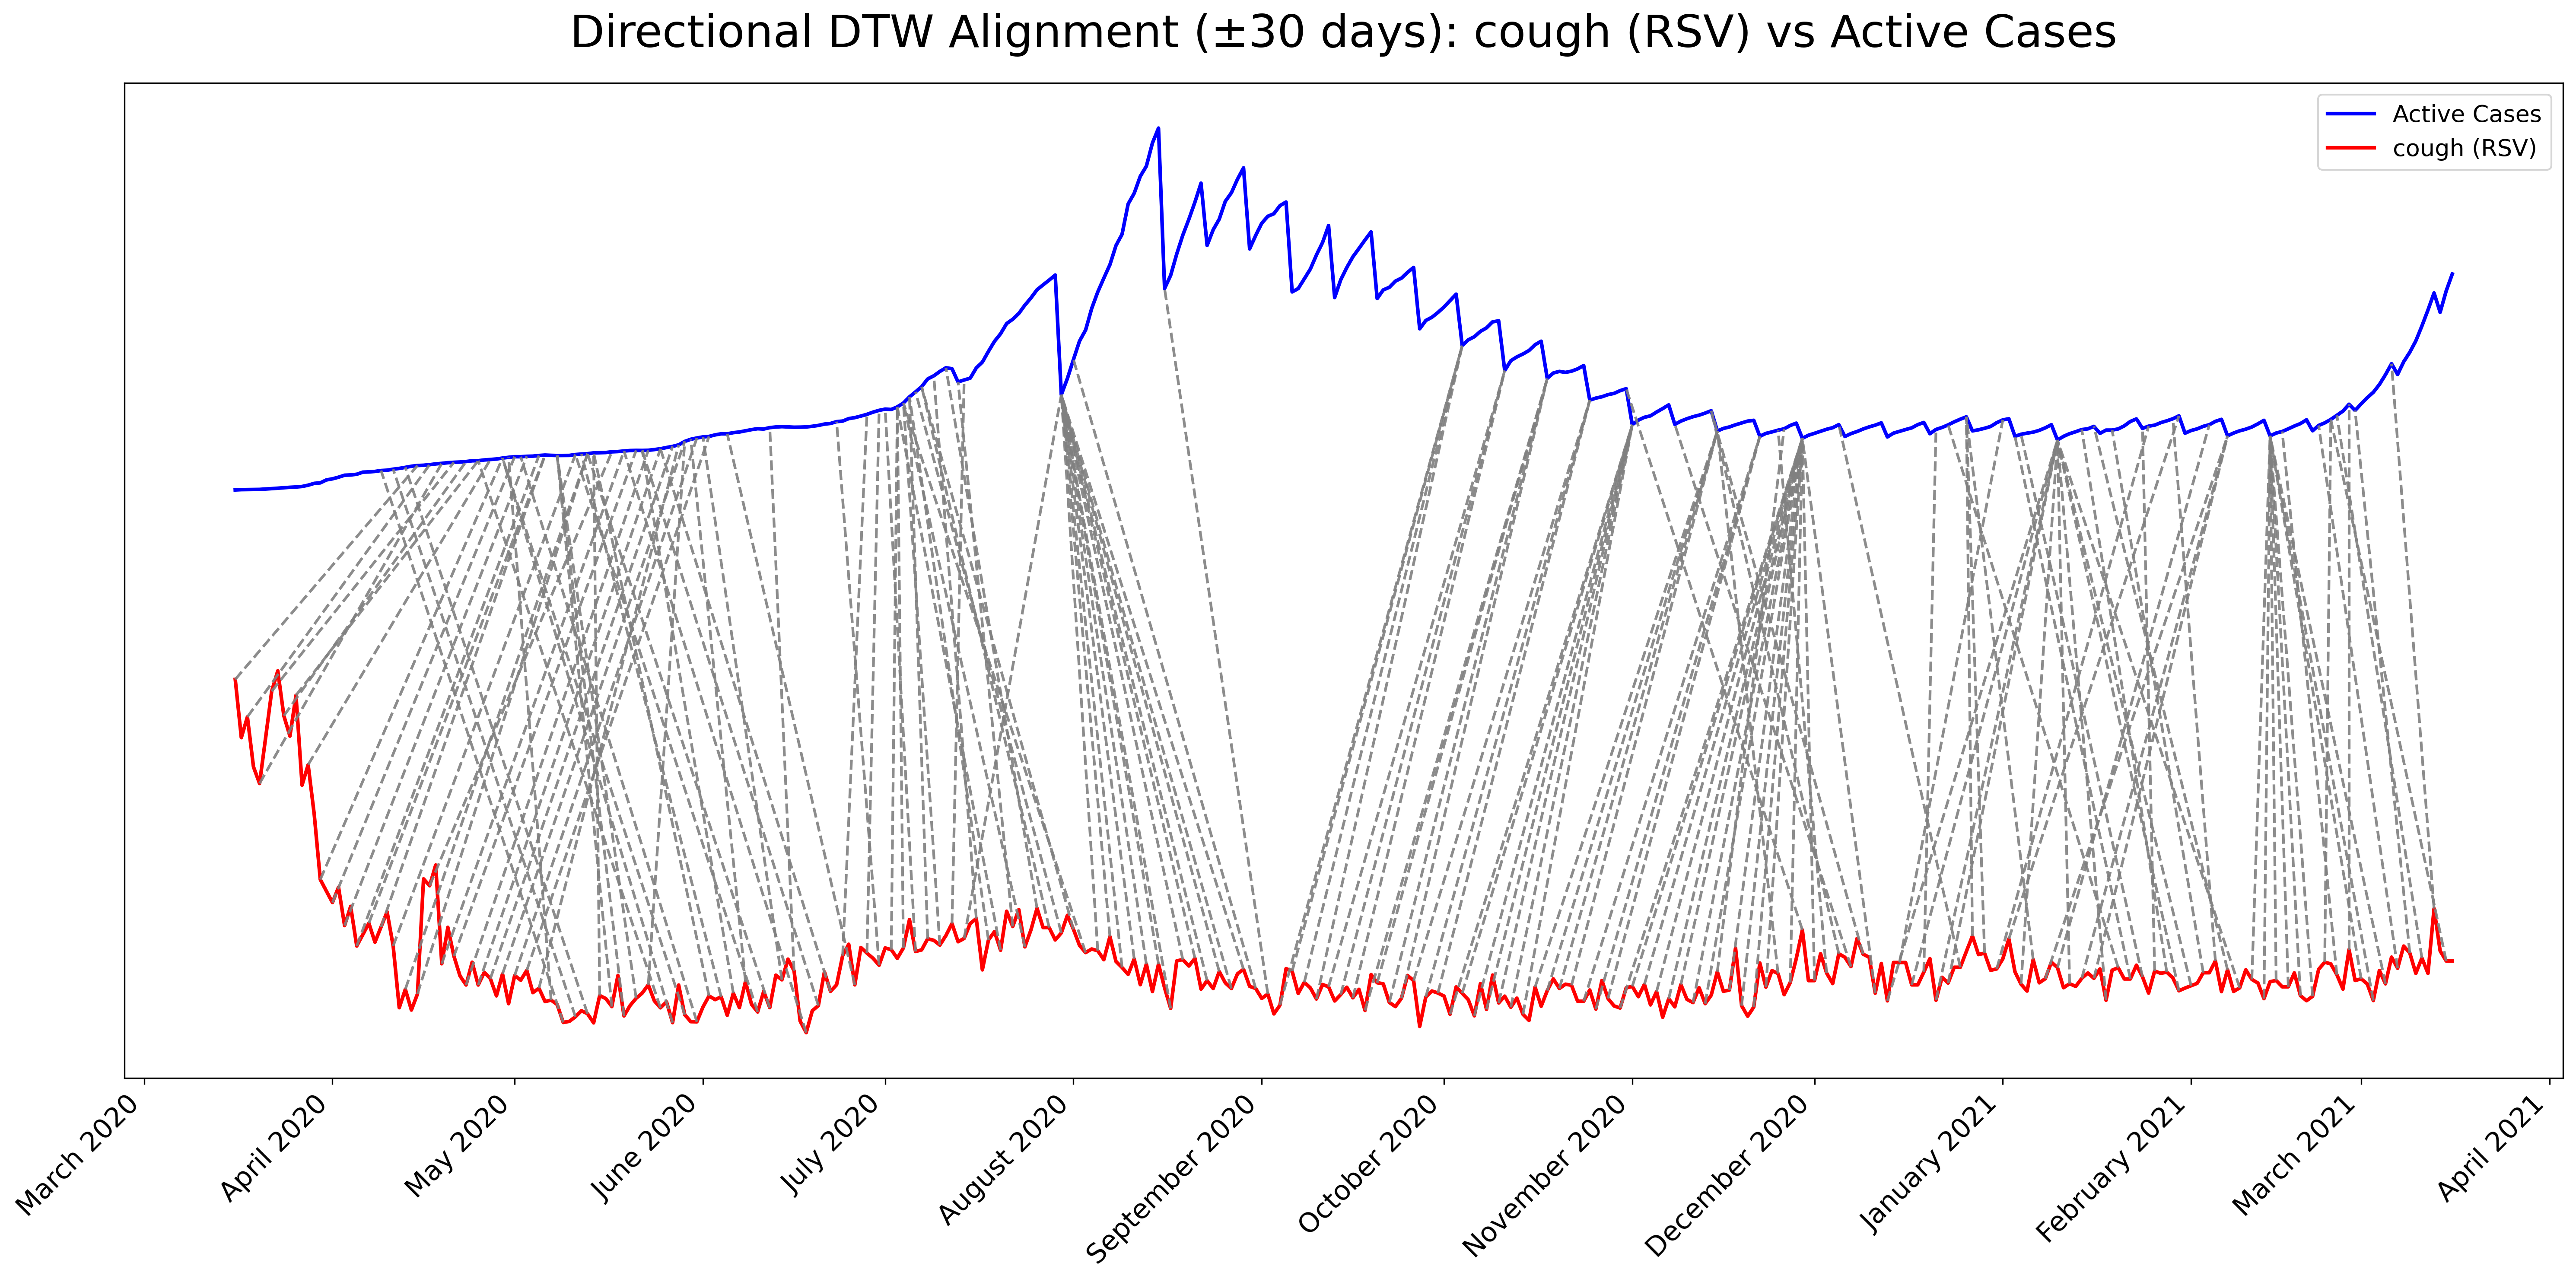 Directional DTW Alignment (±30 days): cough (RSV) vs Active Cases
Active Cases
cough (RSV)
March 2020
April 2020
May 2020
June 2020
July 2020
August 2020
September 2020
October 2020
November 2020
December 2020
January 2021
February 2021
March 2021
April 2021